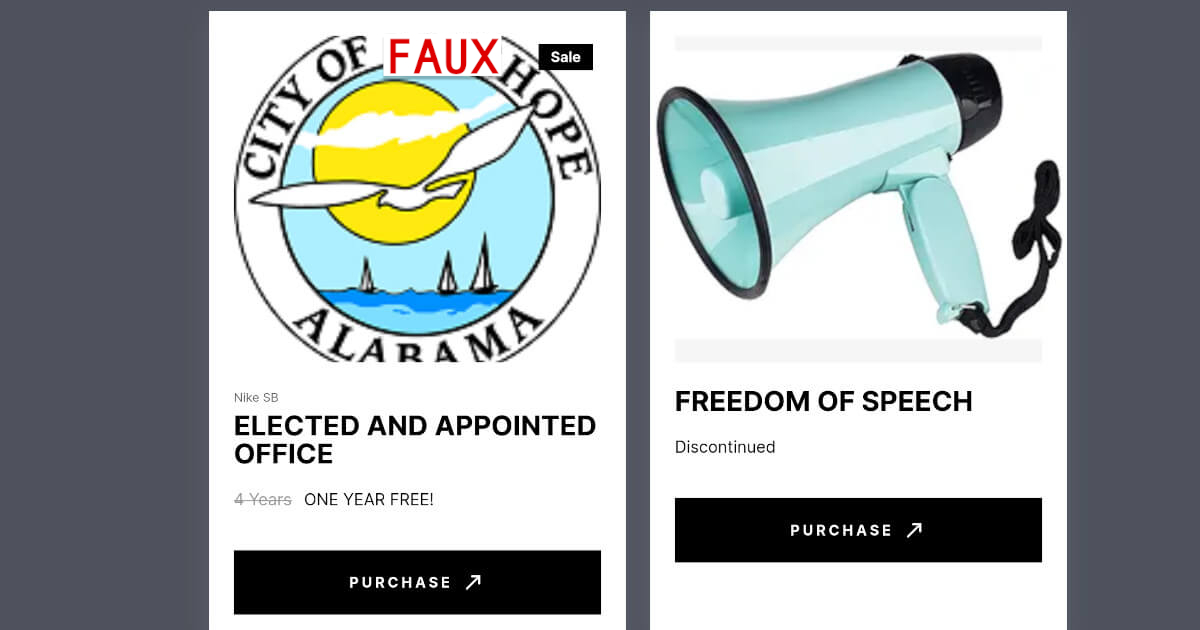 CITY OF FAUX HOPE
ALABAMA
Sale
Nike SB
ELECTED AND APPOINTED
OFFICE
4 Years ONE YEAR FREE!
PURCHASE
FREEDOM OF SPEECH
Discontinued
PURCHASE